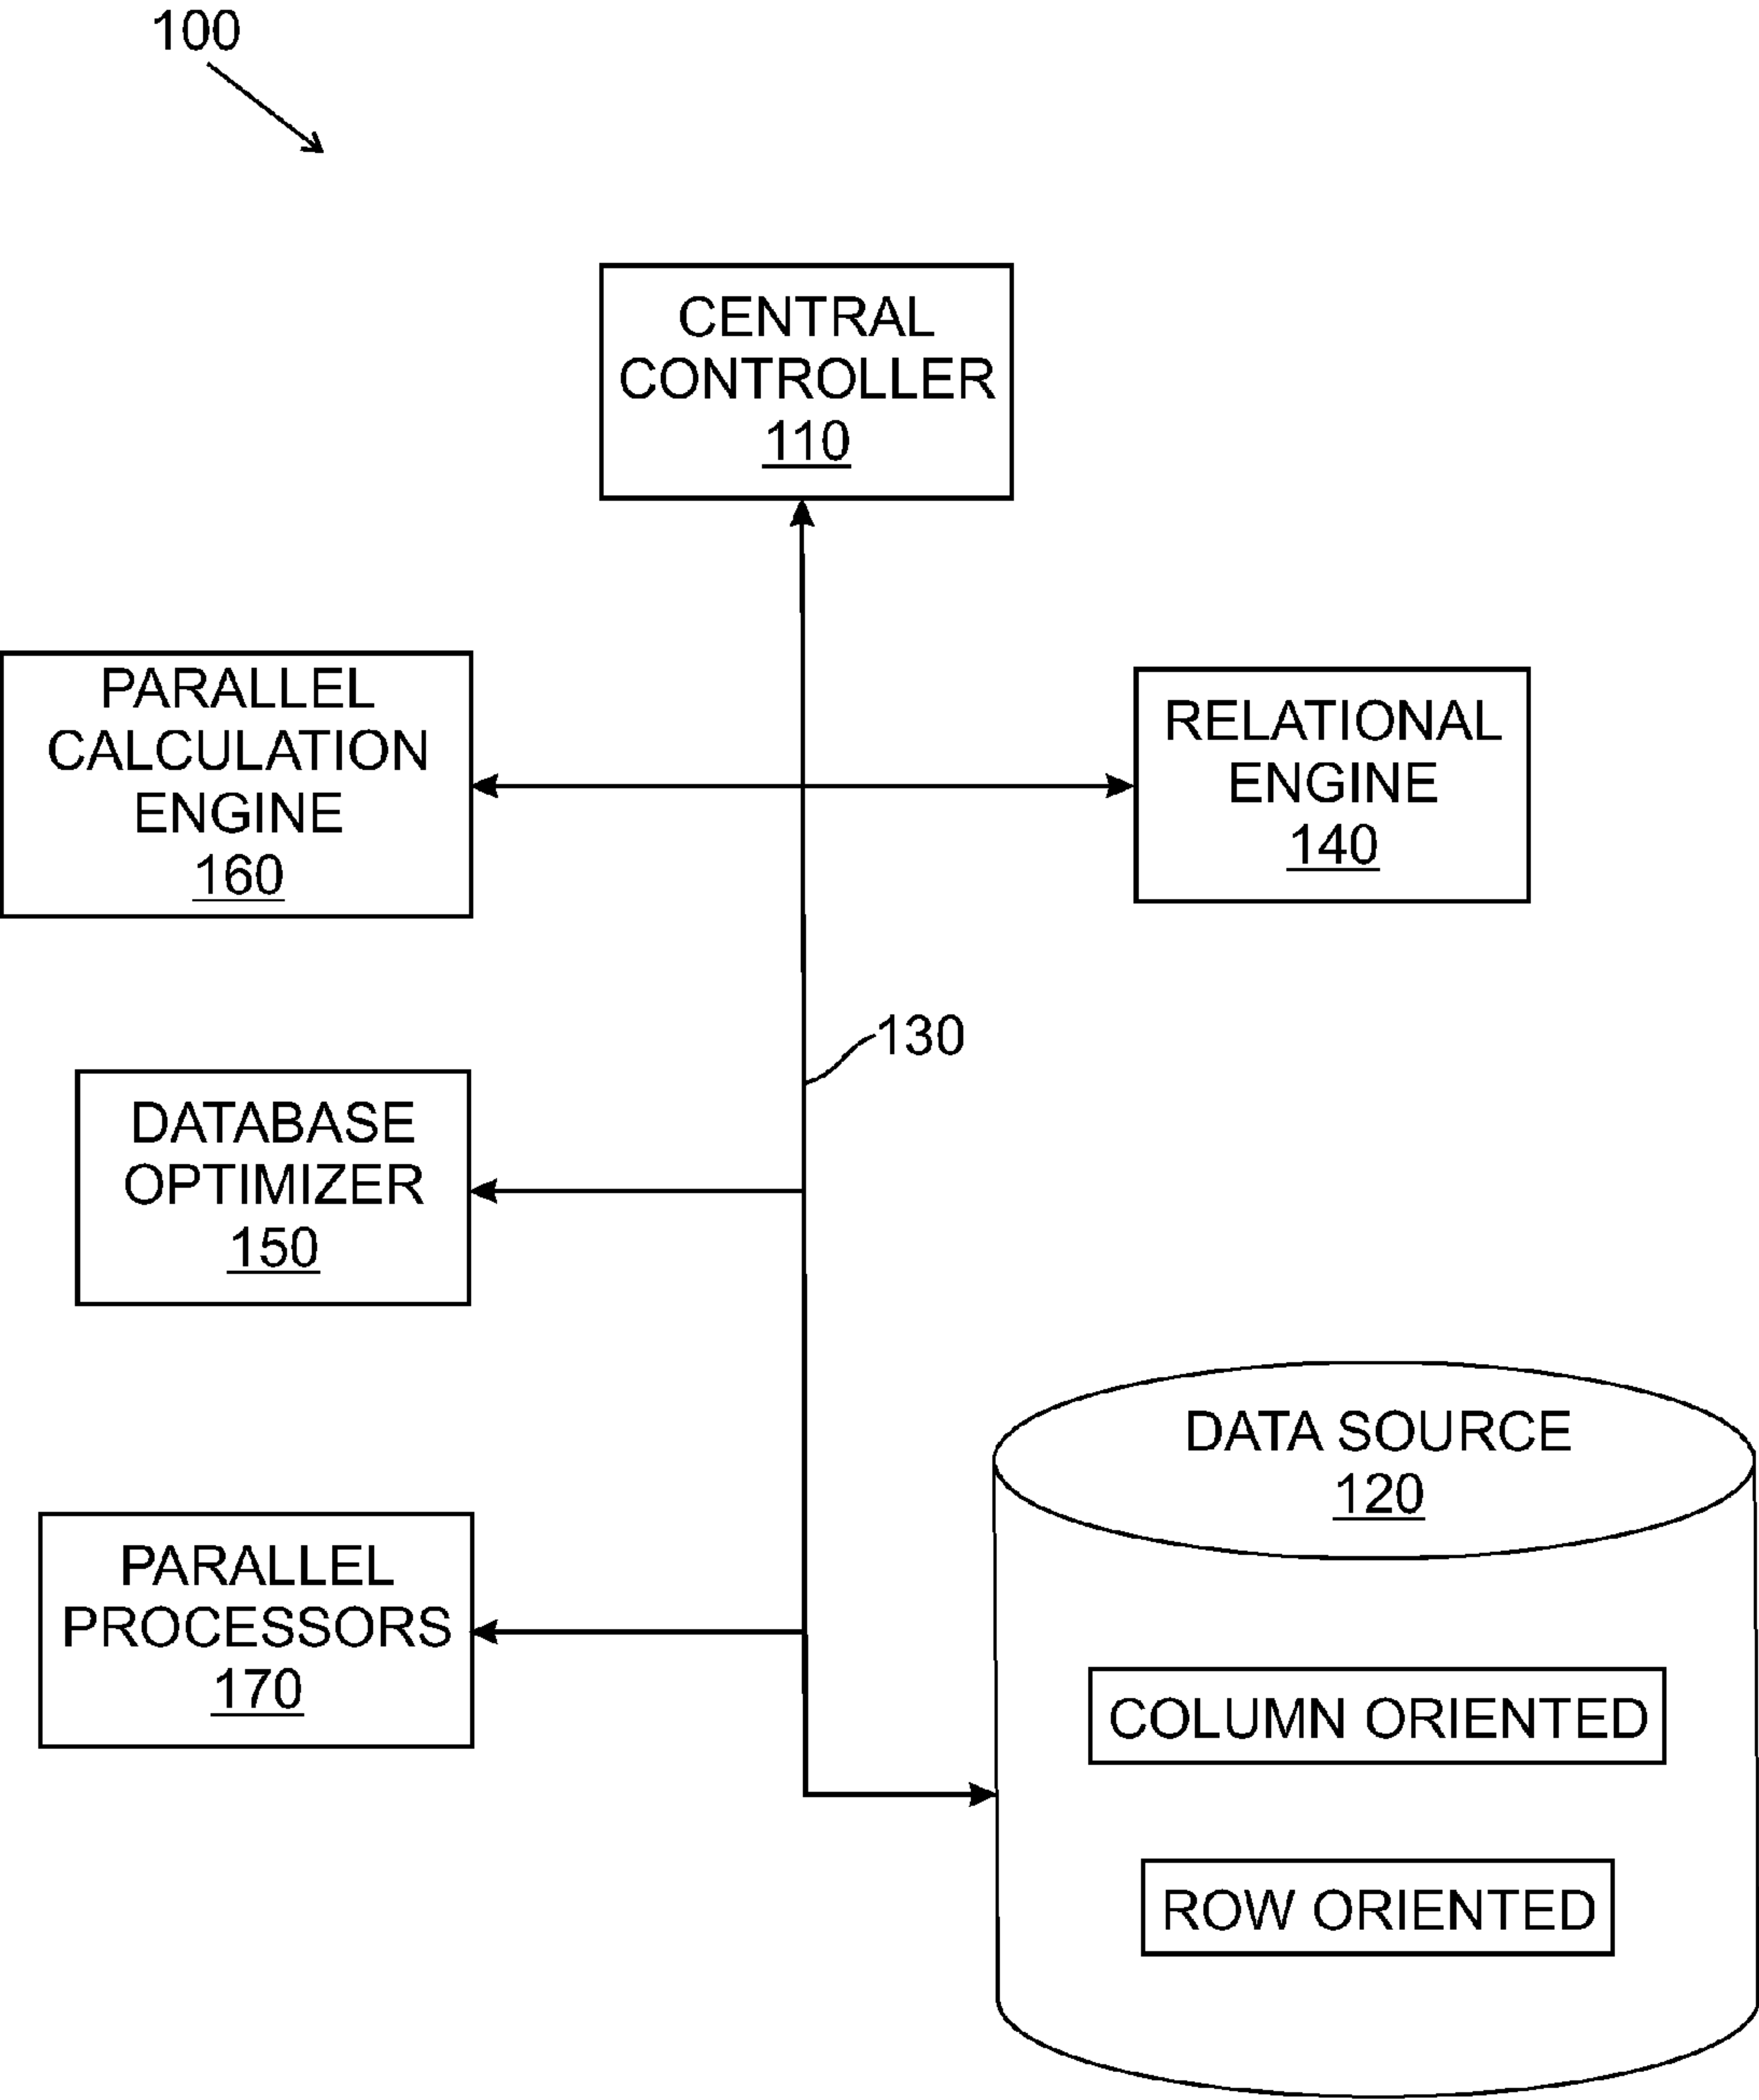 100
CENTRAL
CONTROLLER
110
PARALLEL
CALCULATION
ENGINE
160
RELATIONAL
ENGINE
140
130
DATABASE
OPTIMIZER
150
DATA SOURCE
120
PARALLEL
PROCESSORS
170
COLUMN ORIENTED
ROW ORIENTED